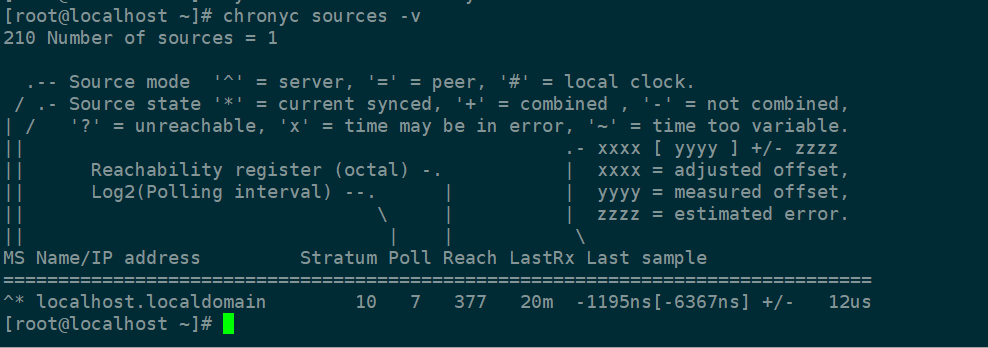 [root@localhost ~]# chronyc sources -v
210 Number of sources = 1
  .-- Source mode  '^' = server, '=' = peer, '#' = local clock.
 / .- Source state '*' = current synced, '+' = combined , '-' = not combined,
| /   '?' = unreachable, 'x' = time may be in error, '~' = time too variable.
||                                                 .- xxxx [ yyyy ] +/- zzzz
||      Reachability register (octal) -.           |  xxxx = adjusted offset,
||      Log2(Polling interval) --.      |          |  yyyy = measured offset,
||                                \     |          |  zzzz = estimated error.
||                                 |    |           \
MS Name/IP address         Stratum Poll Reach LastRx Last sample
===============================================================================
^* localhost.localdomain        10   7   377   20m  -1195ns[-6367ns] +/-   12us
[root@localhost ~]#